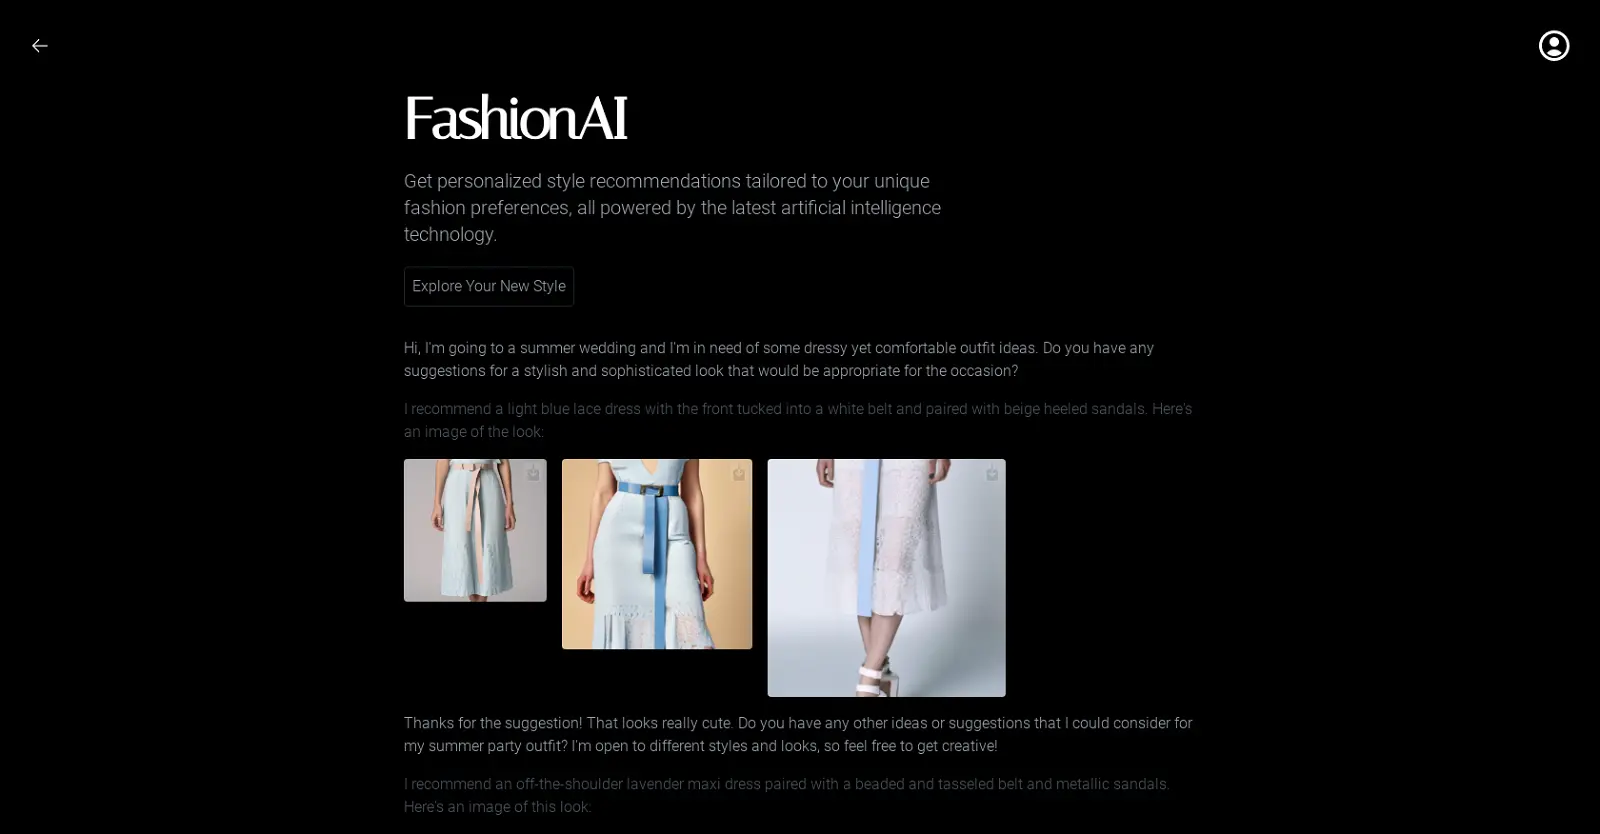 FashionAI
Get personalized style recommendations tailored to your unique
fashion preferences, all powered by the latest artificial intelligence
technology.
Explore Your New Style
Hi, I'm going to a summer wedding and I'm in need of some dressy yet comfortable outfit ideas. Do you have any
suggestions for a stylish and sophisticated look that would be appropriate for the occasion?
I recommend a light blue lace dress with the front tucked into a white belt and paired with beige heeled sandals. Here's
an image of the look:
Thanks for the suggestion! That looks really cute. Do you have any other ideas or suggestions that I could consider for
my summer party outfit? I'm open to different styles and looks, so feel free to get creative!
I recommend an off-the-shoulder lavender maxi dress paired with a beaded and tasseled belt and metallic sandals.
Here's an image of this look: